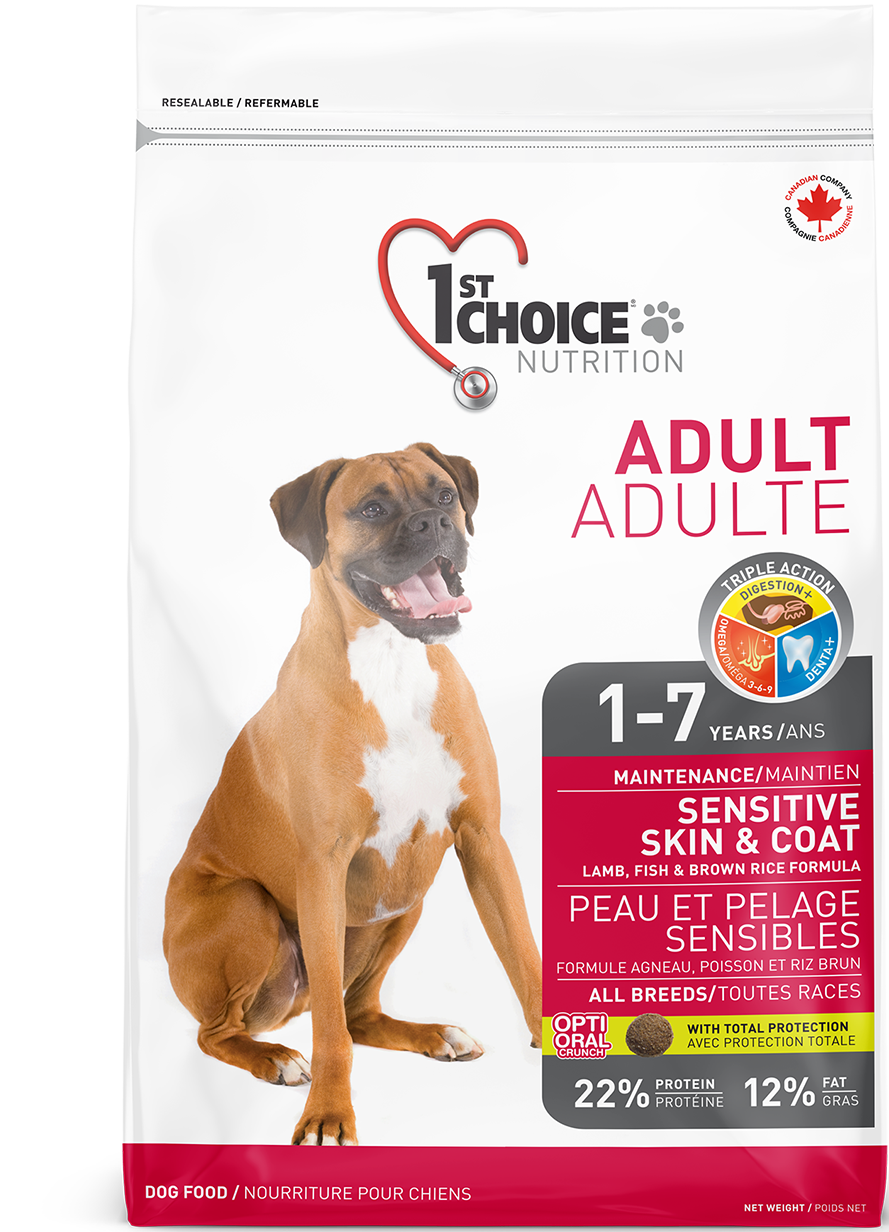 RESEALABLE / REFERMABLE
CANADIAN COMPANY
COMPAGNIE CANADIENNE
1ST
CHOICE
NUTRITION
ADULT
ADULTE
TRIPLE ACTION
DIGESTION+
OMEGA/OMÉGA 3-6-9
DENTA+
1-7 YEARS/ANS
MAINTENANCE/MAINTIEN
SENSITIVE
SKIN & COAT
LAMB, FISH & BROWN RICE FORMULA
PEAU ET PELAGE
SENSIBLES
FORMULE AGNEAU, POISSON ET RIZ BRUN
ALL BREEDS/TOUTES RACES
OPTI
ORAL
CRUNCH
WITH TOTAL PROTECTION
AVEC PROTECTION TOTALE
22% PROTEIN
PROTÉINE
12% FAT
GRAS
DOG FOOD / NOURRITURE POUR CHIENS
NET WEIGHT / POIDS NET